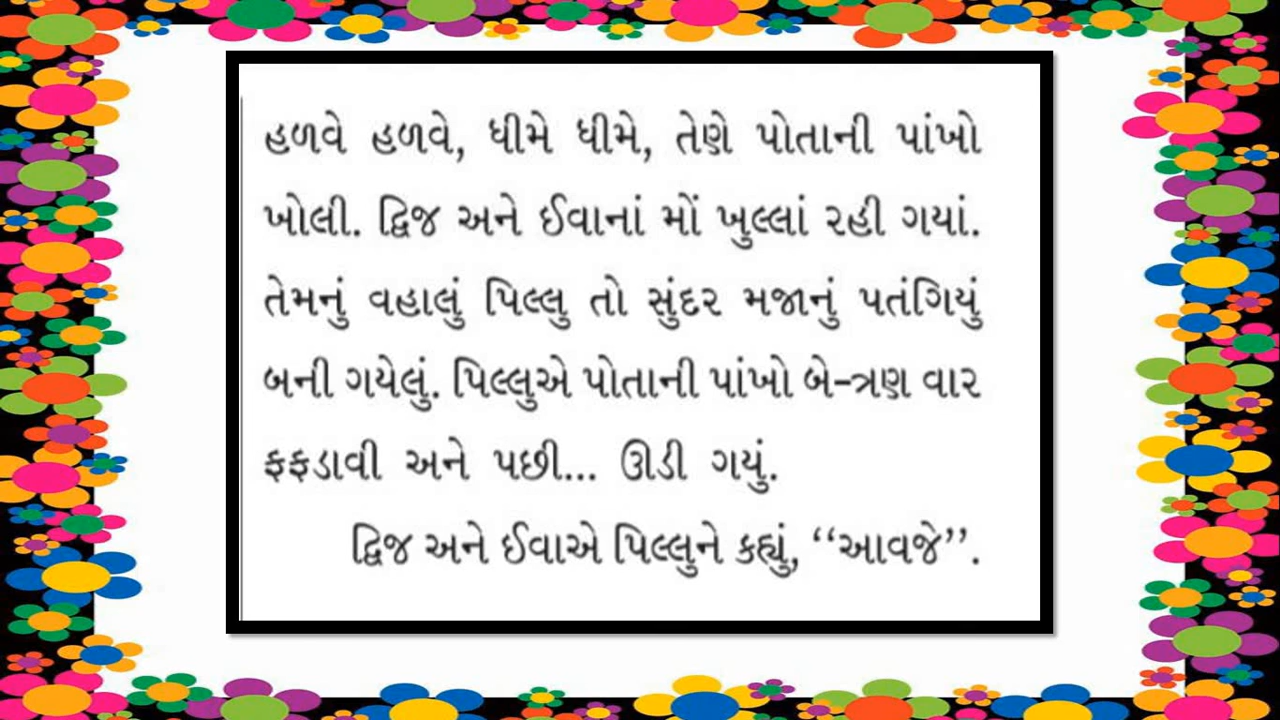 હળવે હળવે, ધીમે ધીમે, તેણે પોતાની પાંખો
ખોલી. દ્વિજ અને ઈવાનાં મોં ખુલ્લાં રહી ગયાં.
તેમનું વહાલું પિલ્લુ તો સુંદર મજાનું પતંગિયું
બની ગયેલું. પિલ્લુએ પોતાની પાંખો બે-ત્રણ વાર
ફફડાવી અને પછી... ઊડી ગયું.
દ્વિજ અને ઈવાએ પિલ્લુને કહ્યું, ‘‘આવજે’’.